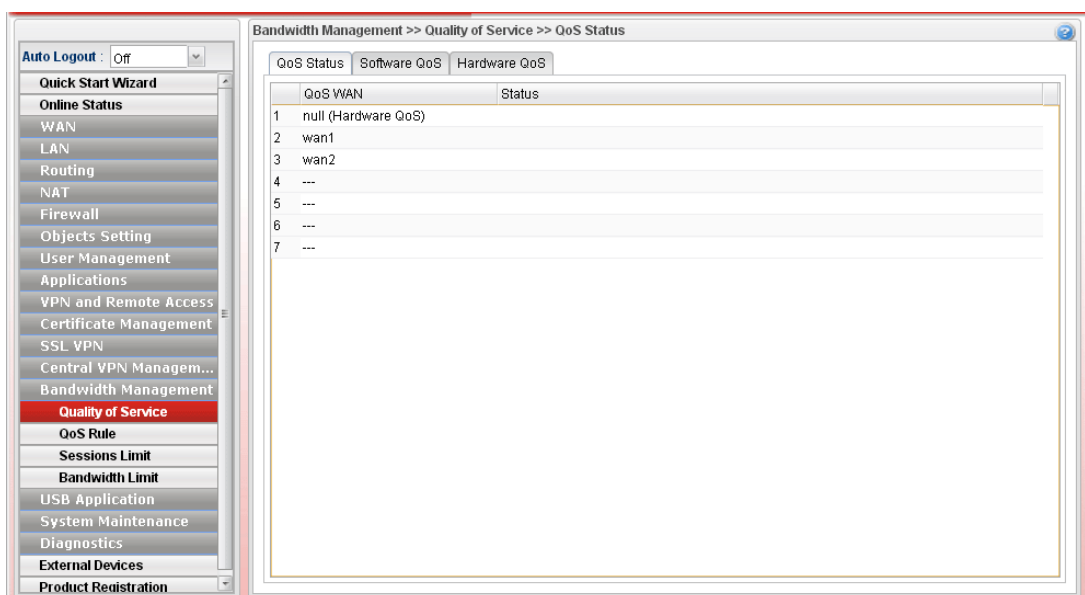 Bandwidth Management >> Quality of Service >> QoS Status
Auto Logout : Off
Quick Start Wizard
Online Status
WAN
LAN
Routing
NAT
Firewall
Objects Setting
User Management
Applications
VPN and Remote Access
Certificate Management
SSL VPN
Central VPN Managem...
Bandwidth Management
Quality of Service
QoS Rule
Sessions Limit
Bandwidth Limit
USB Application
System Maintenance
Diagnostics
External Devices
Product Registration
QoS Status Software QoS Hardware QoS
QoS WAN Status
1 null (Hardware QoS)
2 wan1
3 wan2
4 ---
5 ---
6 ---
7 ---